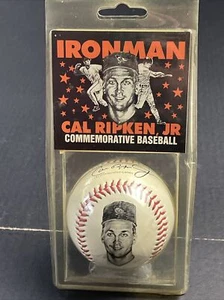 IRONMAN
CAL RIPKEN, JR
COMMEMORATIVE BASEBALL